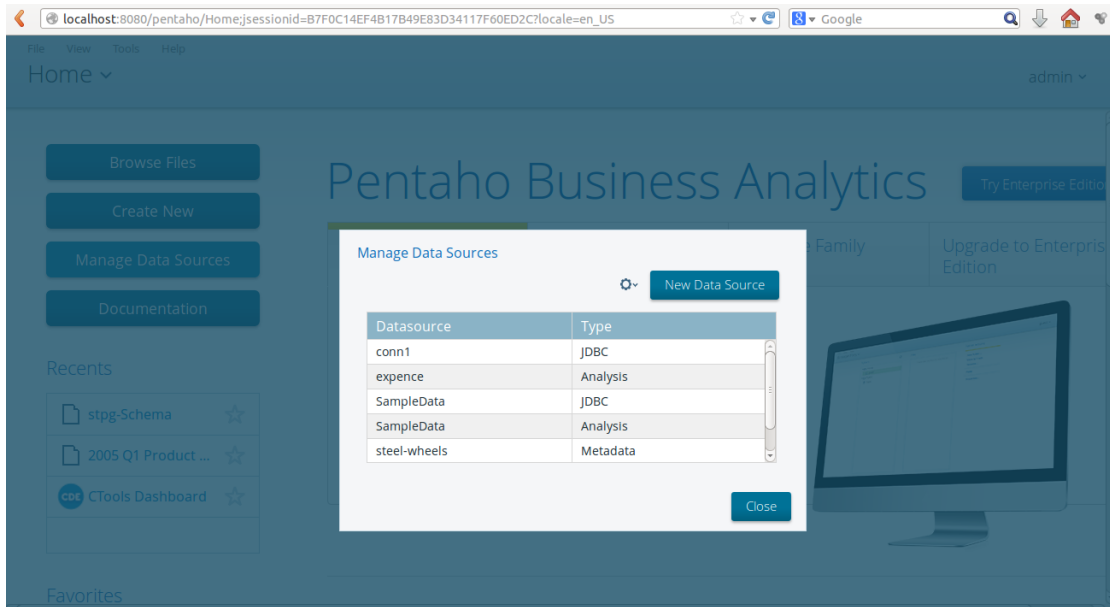 localhost:8080/pentaho/Home;jsessionid=B7F0C14EF4B17B49E83D34117F60ED2C?locale=en_US
Google
File View Tools Help
Home
admin
Browse Files
Create New
Manage Data Sources
Documentation
Pentaho Business Analytics
Try Enterprise Editio
Family
Upgrade to Enterpris
Edition
Manage Data Sources
New Data Source
Datasource Type
conn1 JDBC
expence Analysis
SampleData JDBC
SampleData Analysis
steel-wheels Metadata
Close
Recents
stpg-Schema
2005 Q1 Product ...
CDE CTools Dashboard
Favorites